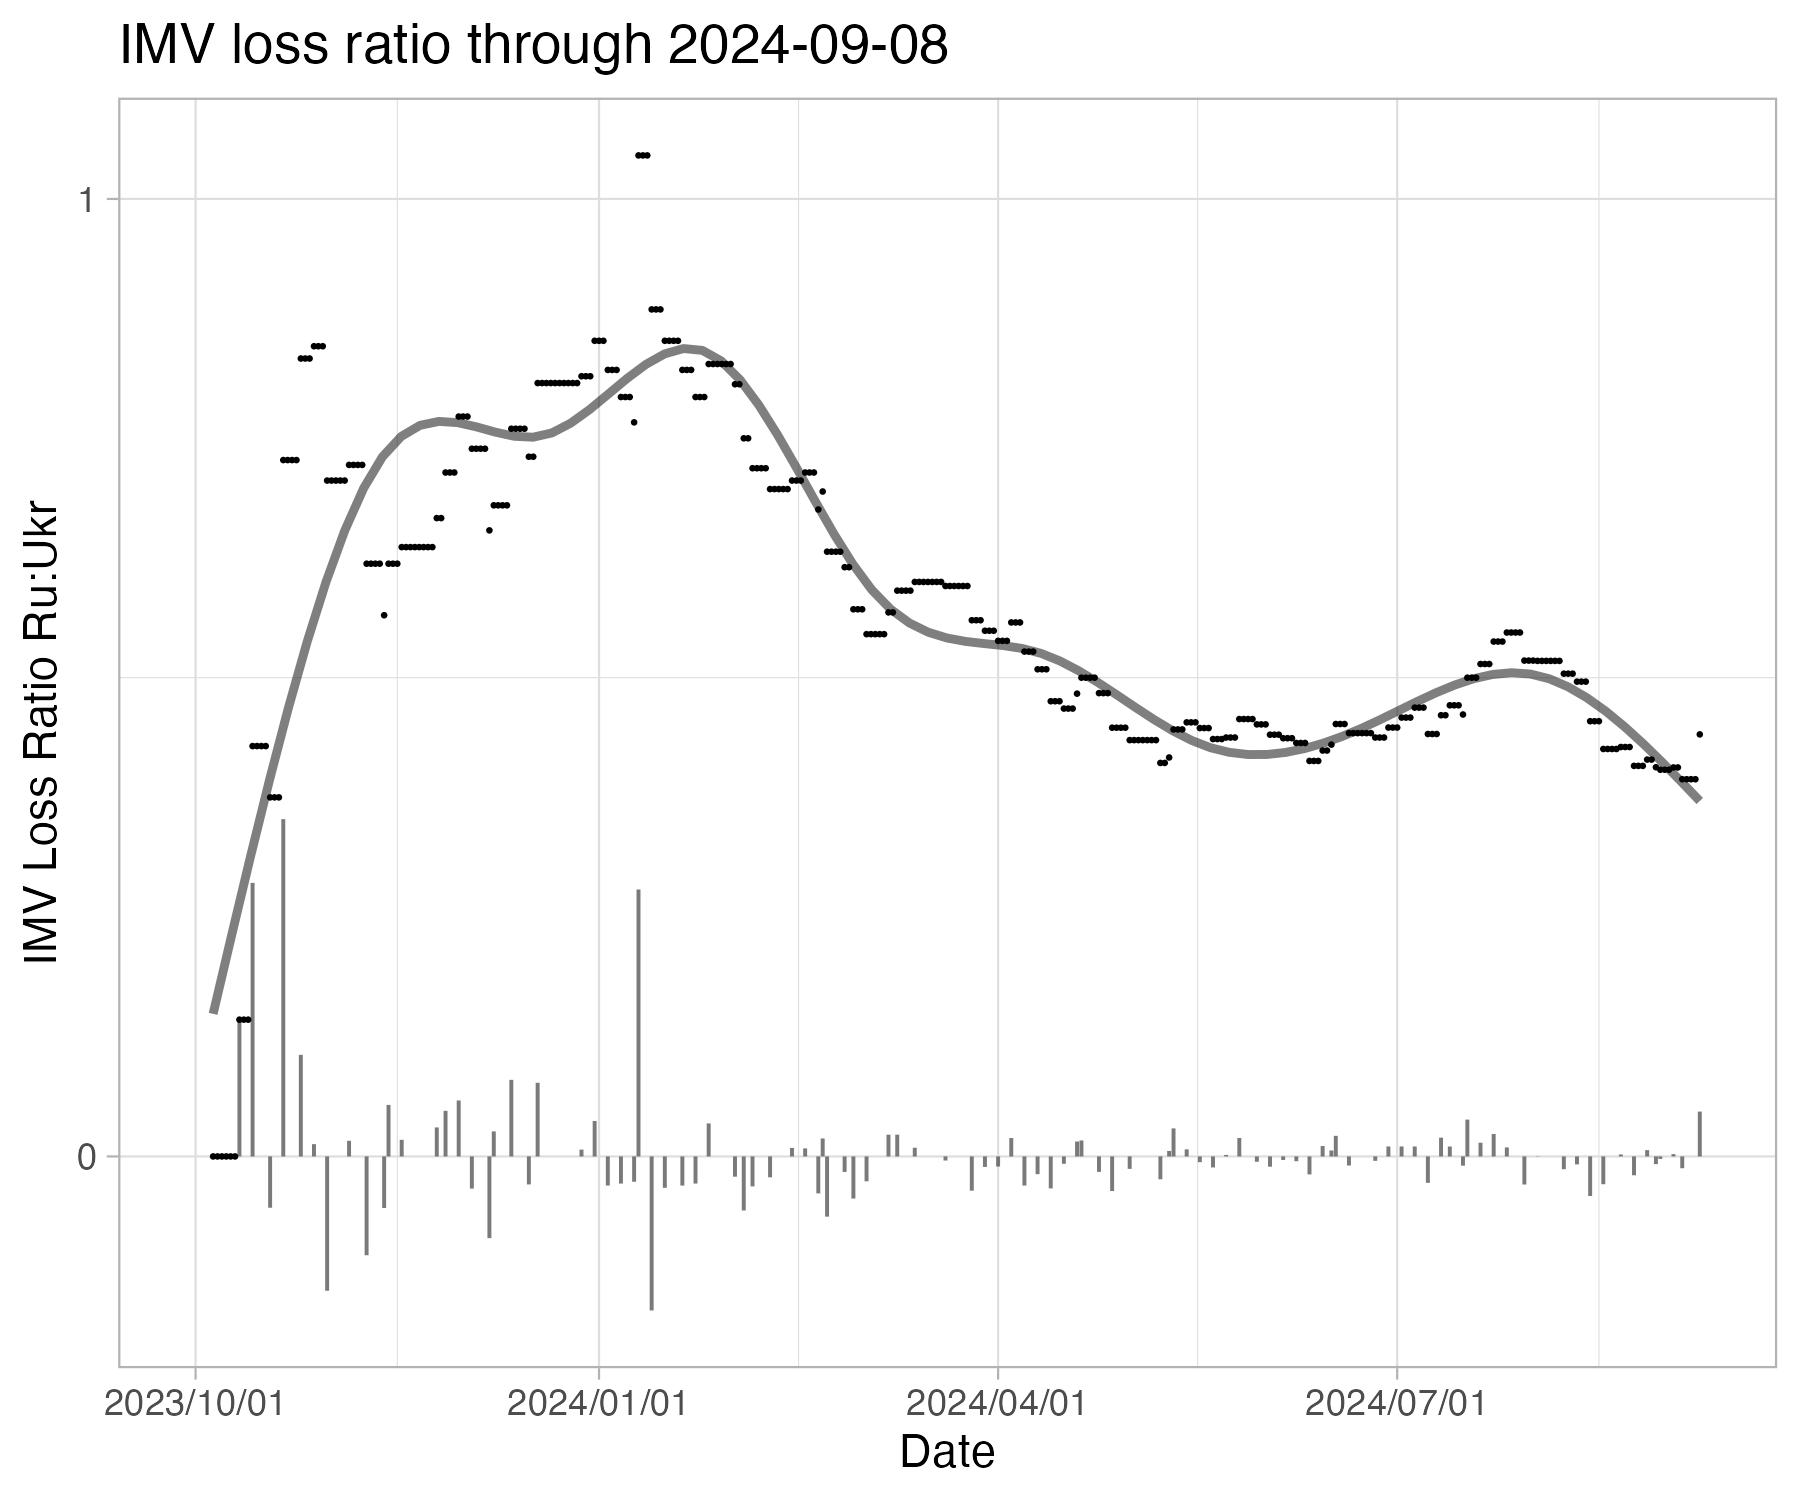 IMV loss ratio through 2024-09-08
IMV Loss Ratio Ru:Ukr
1
0
2023/10/01
2024/01/01
2024/04/01
2024/07/01
Date